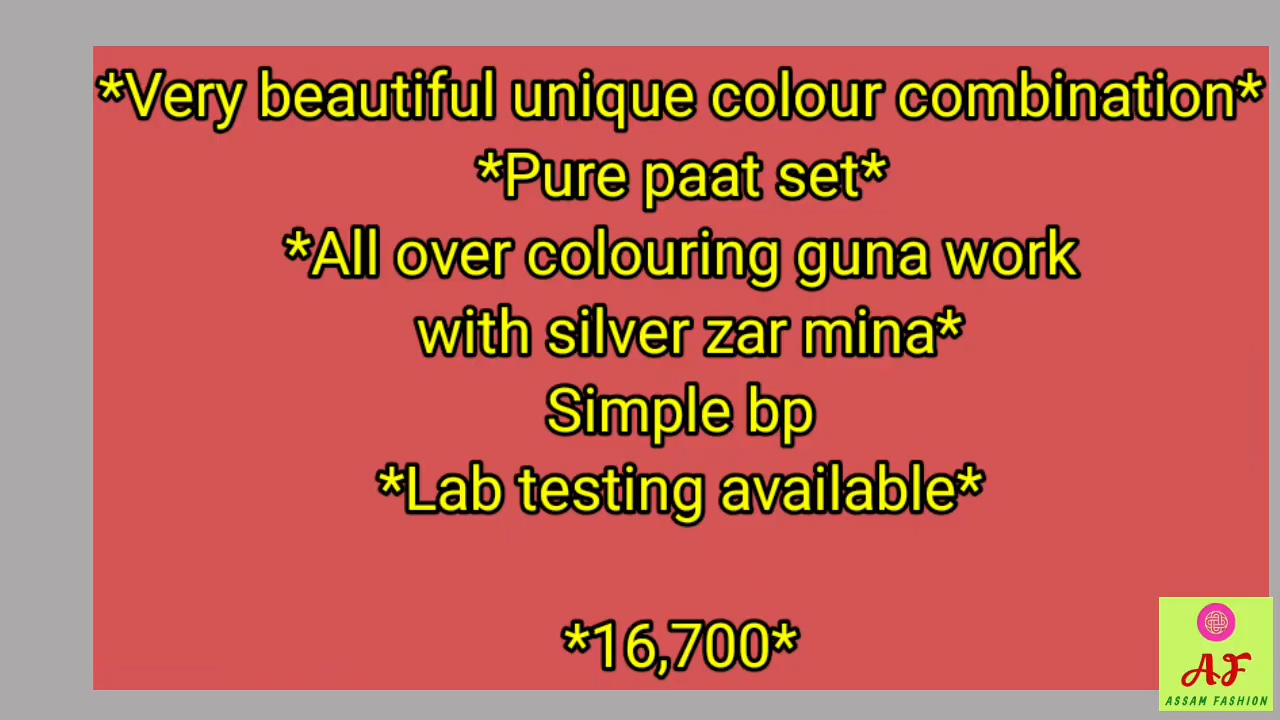 *Very beautiful unique colour combination*
*Pure paat set*
*All over colouring guna work
with silver zar mina*
Simple bp
*Lab testing available*
*16,700*
AF
ASSAM FASHION